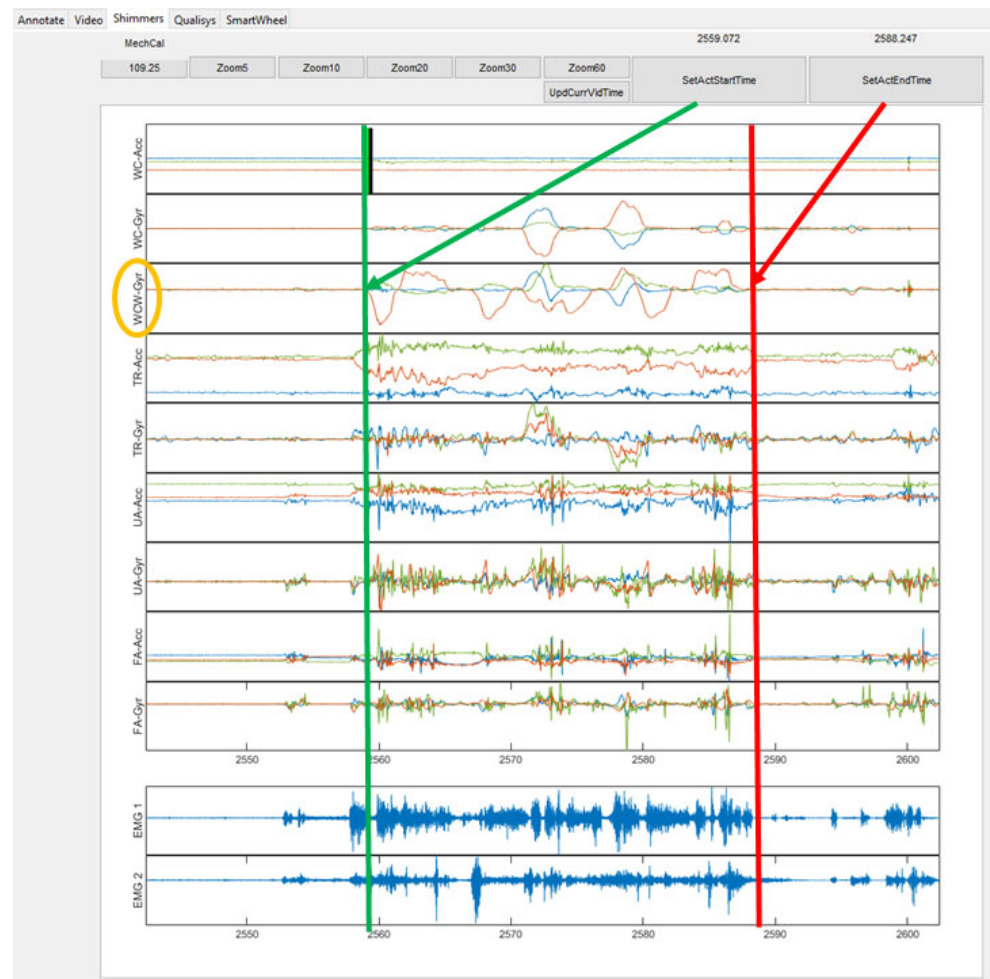 Annotate Video Shimmers Qualisys SmartWheel
MechCal 2559.072 2588.247
109.25 Zoom5 Zoom10 Zoom20 Zoom30 Zoom60 SetActStartTime SetActEndTime
UpdCurrVidTime
WC-Acc
WC-Gyr
WCW-Gyr
TR-Acc
TR-Gyr
UA-Acc
UA-Gyr
FA-Acc
FA-Gyr
2550 2560 2570 2580 2590 2600
EMG 1
EMG 2
2550 2560 2570 2580 2590 2600